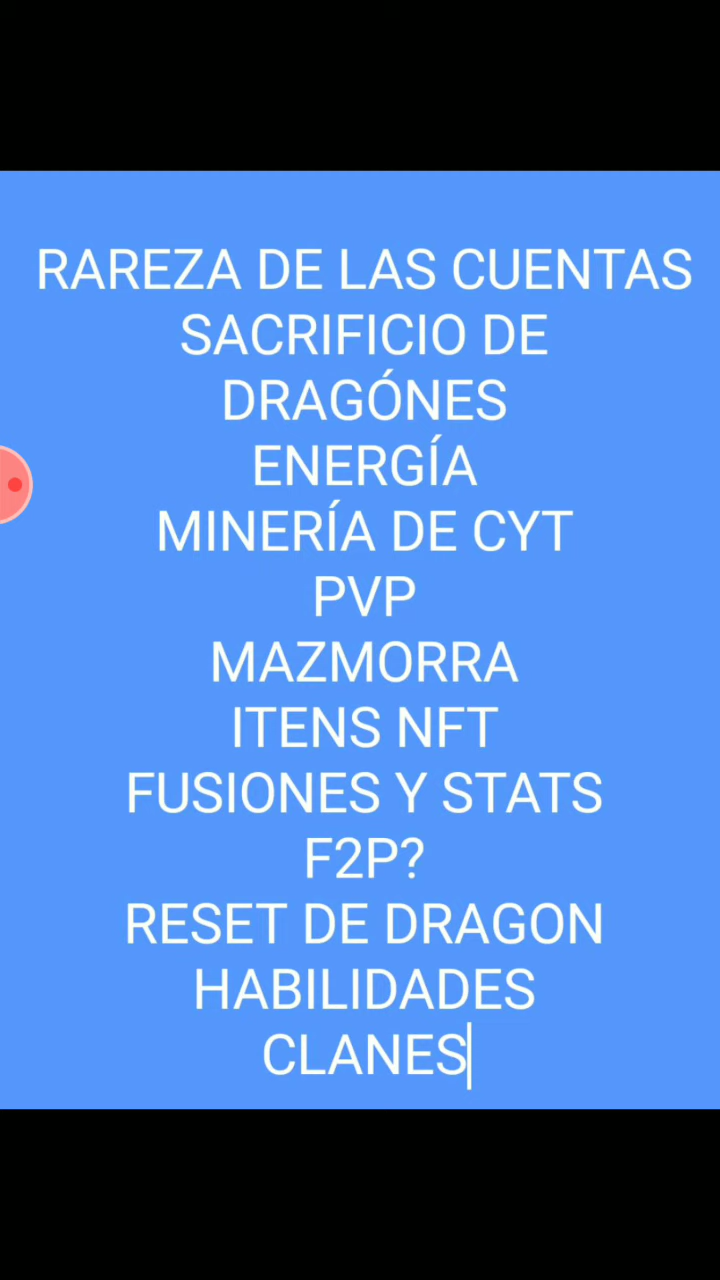 RAREZA DE LAS CUENTAS
SACRIFICIO DE
DRAGÓNES
ENERGÍA
MINERÍA DE CYT
PVP
MAZMORRA
ITENS NFT
FUSIONES Y STATS
F2P?
RESET DE DRAGON
HABILIDADES
CLANES